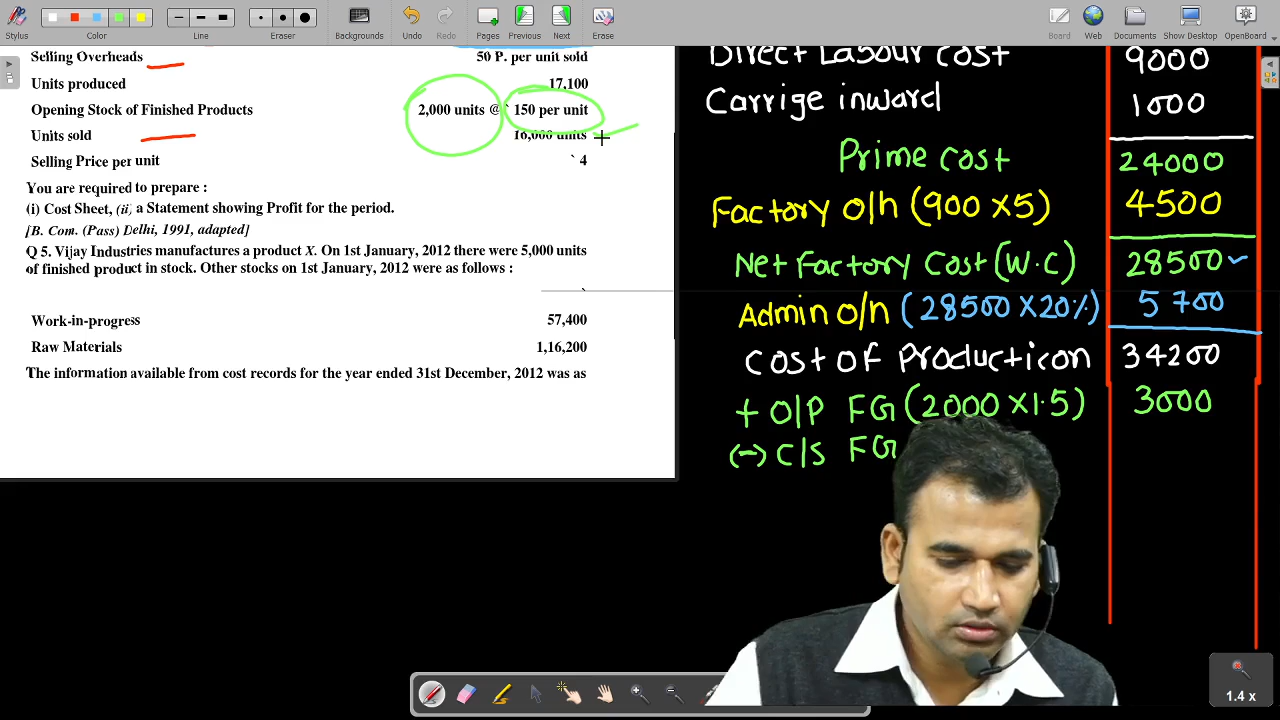 Stylus
Color
Line
Eraser
Backgrounds
Undo
Redo
Pages
Previous
Next
Erase
Board
Web
Documents
Show Desktop
OpenBoard
Selling Overheads 50 P. per unit sold
Units produced 17,100
Opening Stock of Finished Products 2,000 units @ ` 150 per unit
Units sold 16,000 units
Selling Price per unit ` 4
You are required to prepare :
(i) Cost Sheet, (ii) a Statement showing Profit for the period.
[B. Com. (Pass) Delhi, 1991, adapted]
Q 5. Vijay Industries manufactures a product X. On 1st January, 2012 there were 5,000 units
of finished product in stock. Other stocks on 1st January, 2012 were as follows :
`
Work-in-progress 57,400
Raw Materials 1,16,200
The information available from cost records for the year ended 31st December, 2012 was as
Direct Labour cost 9000
Carrige inward 1000
Prime cost 24000
Factory O/h (900 X5) 4500
Net Factory Cost (W.C) 28500
Admin O/h (28500 X20%) 5700
Cost of Producticon 34200
+ O/P FG (2000 X1.5) 3000
(-) C/S FG
1.4 x